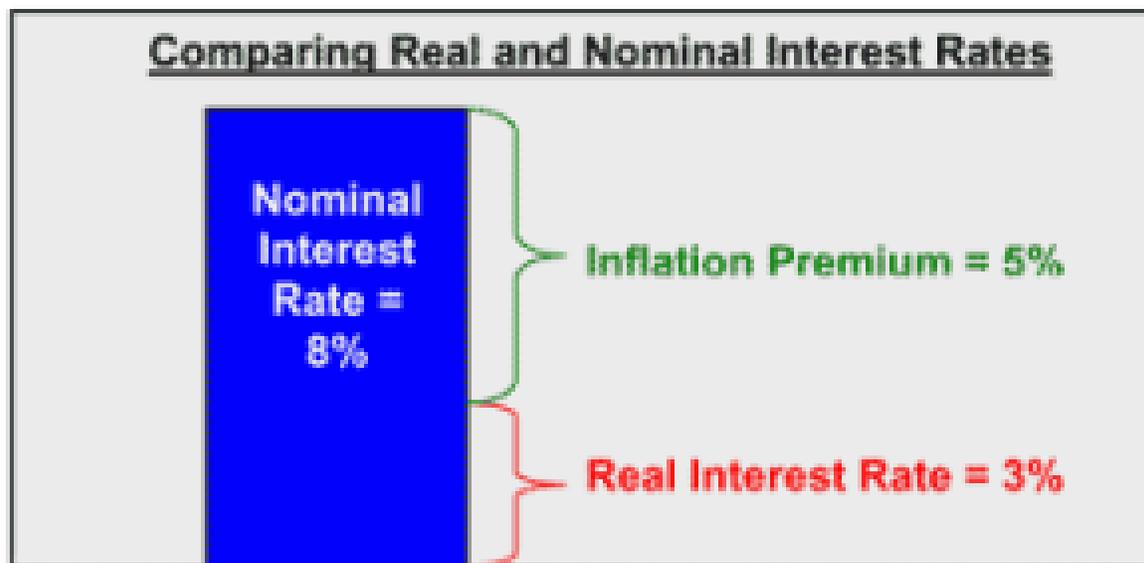 Comparing Real and Nominal Interest Rates
Nominal
Interest
Rate =
8%
Inflation Premium = 5%
Real Interest Rate = 3%